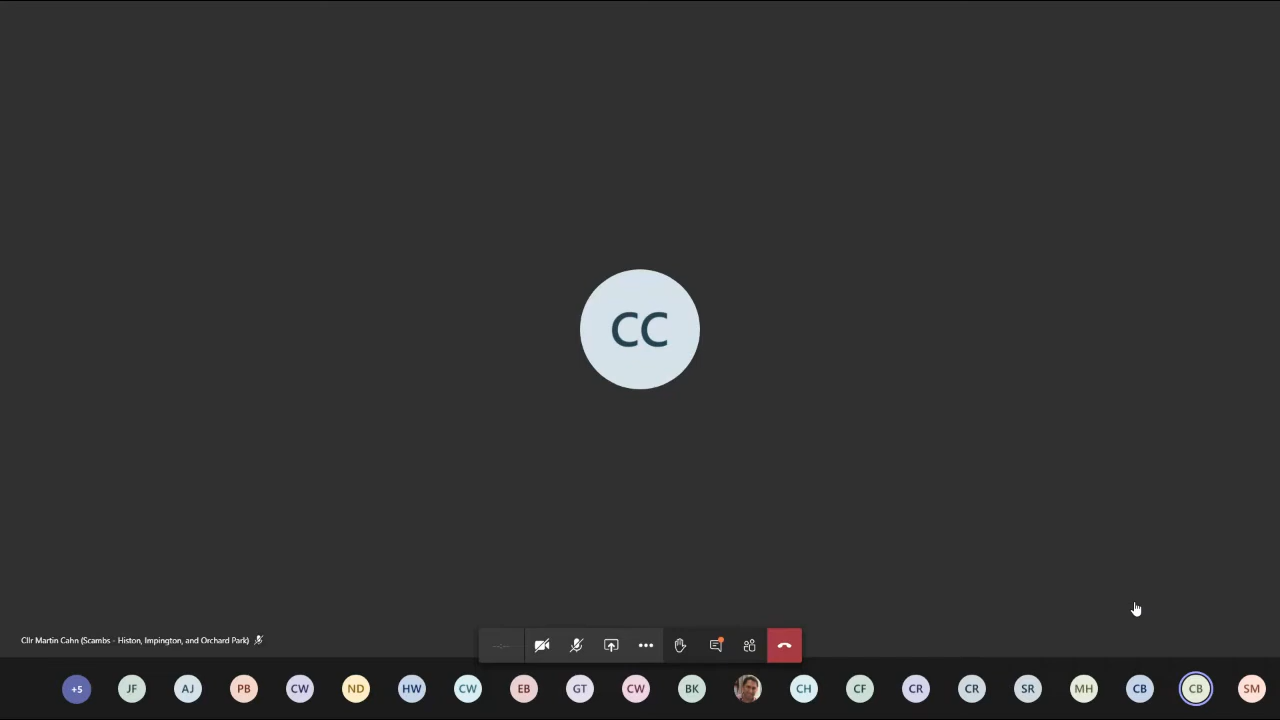 CC
Cllr Martin Cahn (Scambs - Histon, Impington, and Orchard Park)
+5 JF AJ PB CW ND HW CW EB GT CW BK CH CF CR CR SR MH CB CB SM